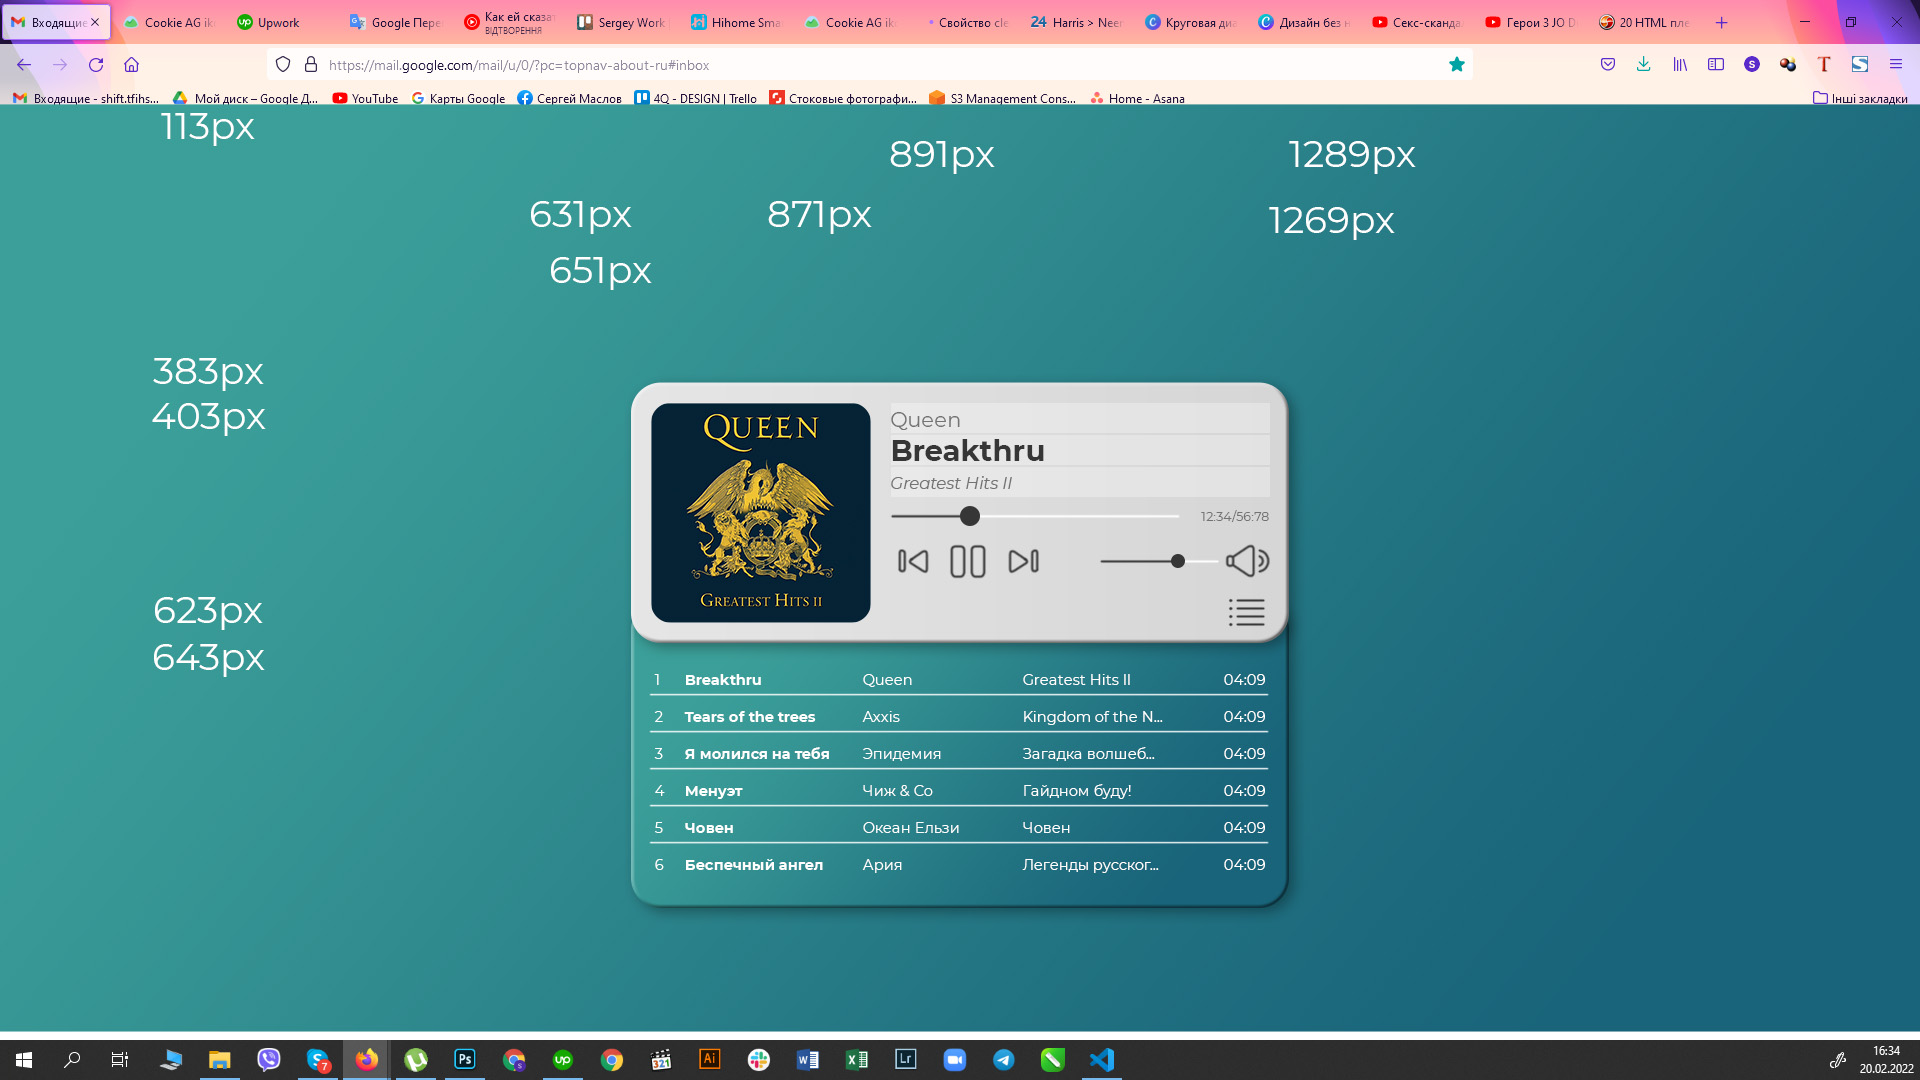 Входящие
Cookie AG ik
Upwork
Google Пере
Как ей сказат
ВІДТВОРЕННЯ
Sergey Work
Hihome Sma
Cookie AG ik
Свойство cle
24 Harris > Neer
Круговая диа
Дизайн без н
Секс-сканда
Герои 3 JO D
20 HTML пле
https://mail.google.com/mail/u/0/?pc=topnav-about-ru#inbox
Входящие - shift.tfihs...
Мой диск – Google Д...
YouTube
Карты Google
Сергей Маслов
4Q - DESIGN | Trello
Стоковые фотографи...
S3 Management Cons...
Home - Asana
Інші закладки
113px
891px
1289px
631px
871px
1269px
651px
383px
403px
623px
643px
QUEEN
GREATEST HITS II
Queen
Breakthru
Greatest Hits II
12:34/56:78
1 Breakthru Queen Greatest Hits II 04:09
2 Tears of the trees Axxis Kingdom of the N... 04:09
3 Я молился на тебя Эпидемия Загадка волшеб... 04:09
4 Менуэт Чиж & Co Гайдном буду! 04:09
5 Човен Океан Ельзи Човен 04:09
6 Беспечный ангел Ария Легенды русског... 04:09
16:34
20.02.2022